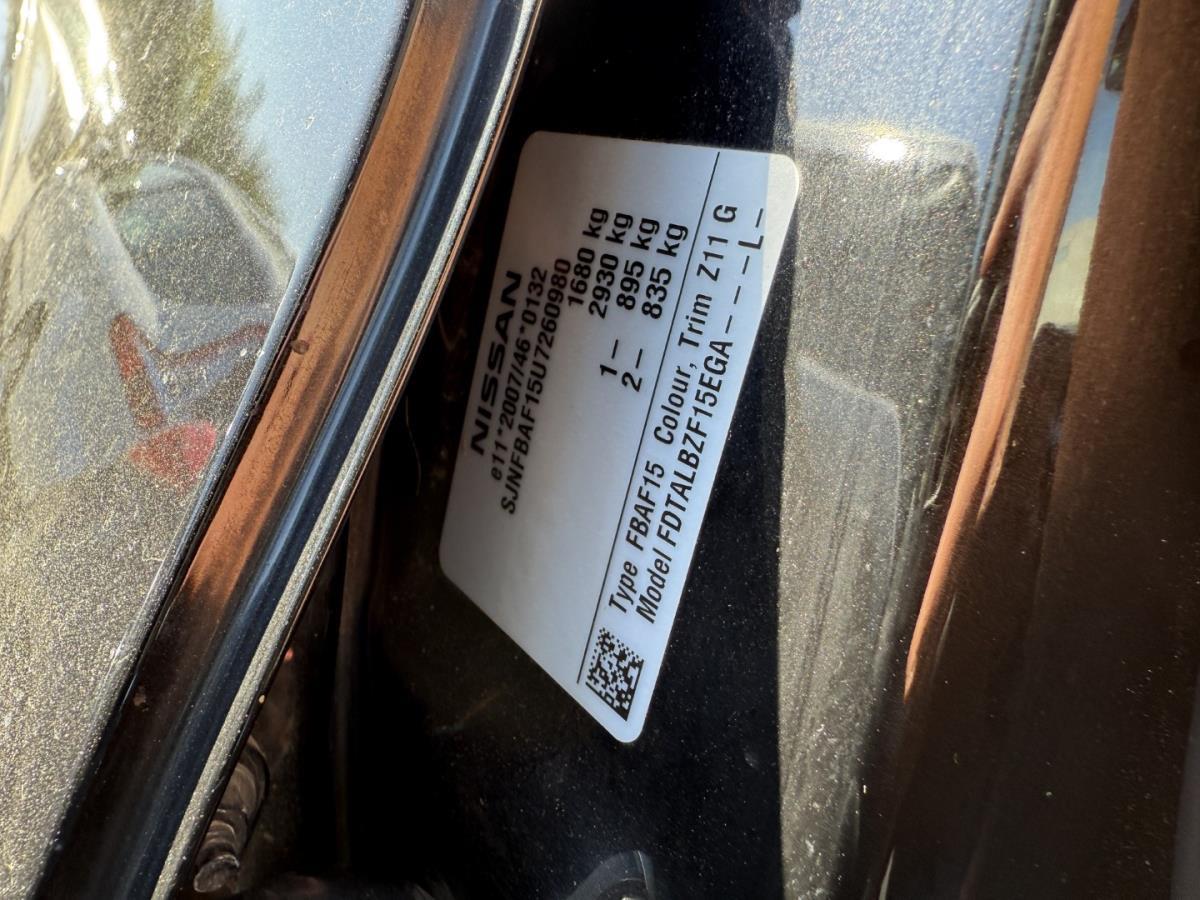 NISSAN
e11*2007/46*0132
SJNFBAF15U7260980
1680 kg
2930 kg
1– 895 kg
2– 835 kg
Type FBAF15 Colour, Trim Z11 G
Model FDTALBZF15EGA----L-